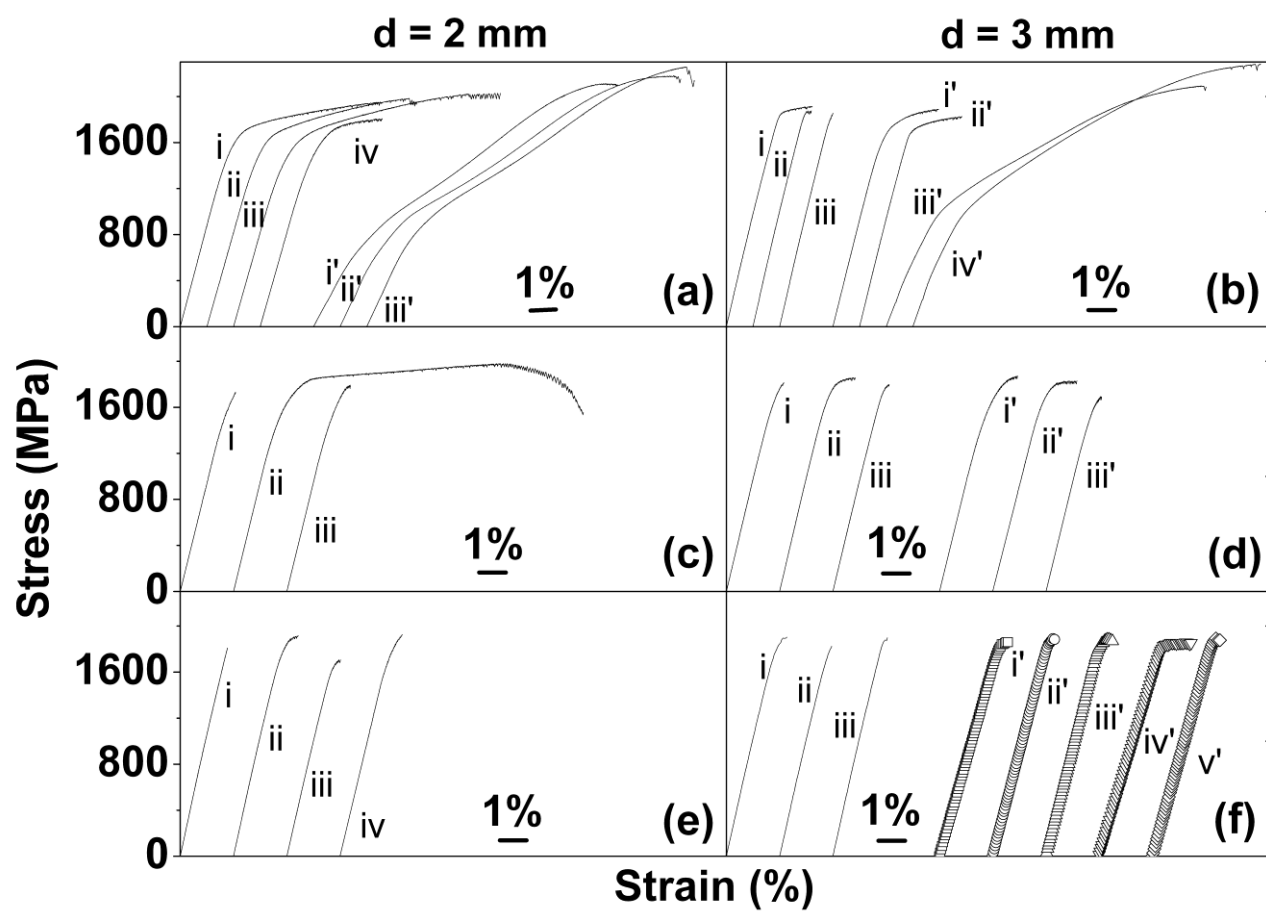 d = 2 mm
d = 3 mm
Stress (MPa)
1600
800
0
i
ii
iii
iv
i'
ii'
iii'
1%
(a)
i
ii
iii
i'
ii'
iii'
iv'
1%
(b)
1600
800
0
i
ii
iii
1%
(c)
i
ii
iii
i'
ii'
iii'
1%
(d)
1600
800
0
i
ii
iii
iv
1%
(e)
i
ii
iii
i'
ii'
iii'
iv'
v'
1%
(f)
Strain (%)